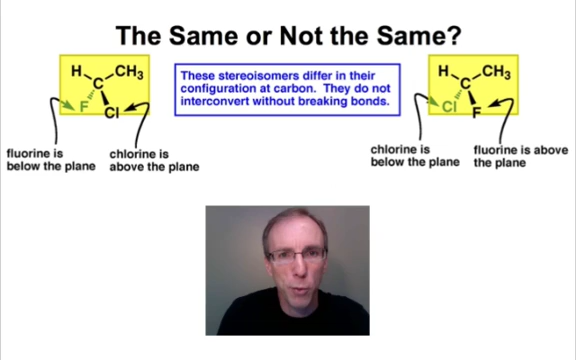 The Same or Not the Same?
H CH3
C
F Cl
fluorine is
below the plane
chlorine is
above the plane
These stereoisomers differ in their
configuration at carbon. They do not
interconvert without breaking bonds.
H CH3
C
Cl F
chlorine is
below the plane
fluorine is above
the plane